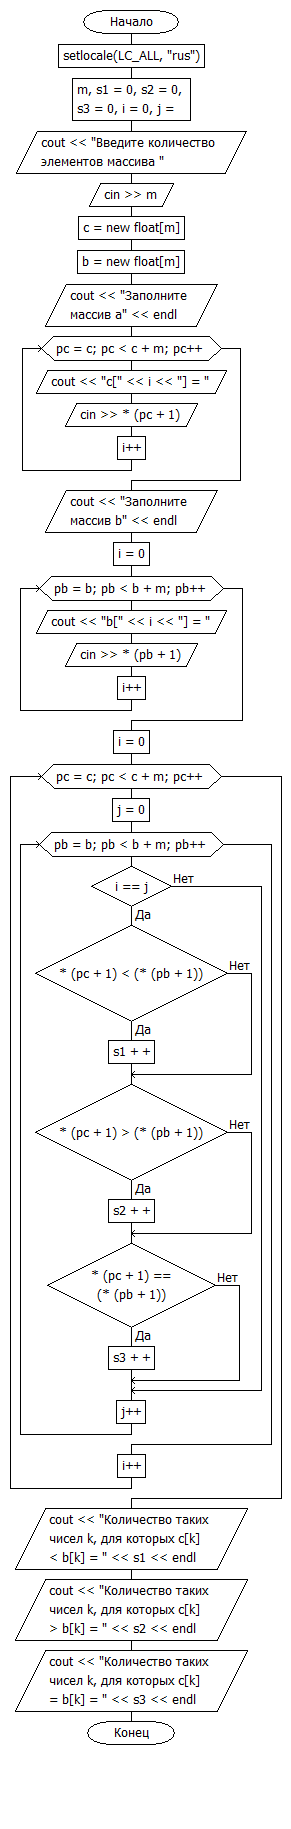 Начало
setlocale(LC_ALL, "rus")
m, s1 = 0, s2 = 0,
s3 = 0, i = 0, j =
cout << "Введите количество
элементов массива "
cin >> m
c = new float[m]
b = new float[m]
cout << "Заполните
массив a" << endl
pc = c; pc < c + m; pc++
cout << "c[" << i << "] = "
cin >> * (pc + 1)
i++
cout << "Заполните
массив b" << endl
i = 0
pb = b; pb < b + m; pb++
cout << "b[" << i << "] = "
cin >> * (pb + 1)
i++
i = 0
pc = c; pc < c + m; pc++
j = 0
pb = b; pb < b + m; pb++
i == j
Нет
Да
* (pc + 1) < (* (pb + 1))
Нет
Да
s1 + +
* (pc + 1) > (* (pb + 1))
Нет
Да
s2 + +
* (pc + 1) ==
(* (pb + 1))
Нет
Да
s3 + +
j++
i++
cout << "Количество таких
чисел k, для которых c[k]
< b[k] = " << s1 << endl
cout << "Количество таких
чисел k, для которых c[k]
> b[k] = " << s2 << endl
cout << "Количество таких
чисел k, для которых c[k]
= b[k] = " << s3 << endl
Конец